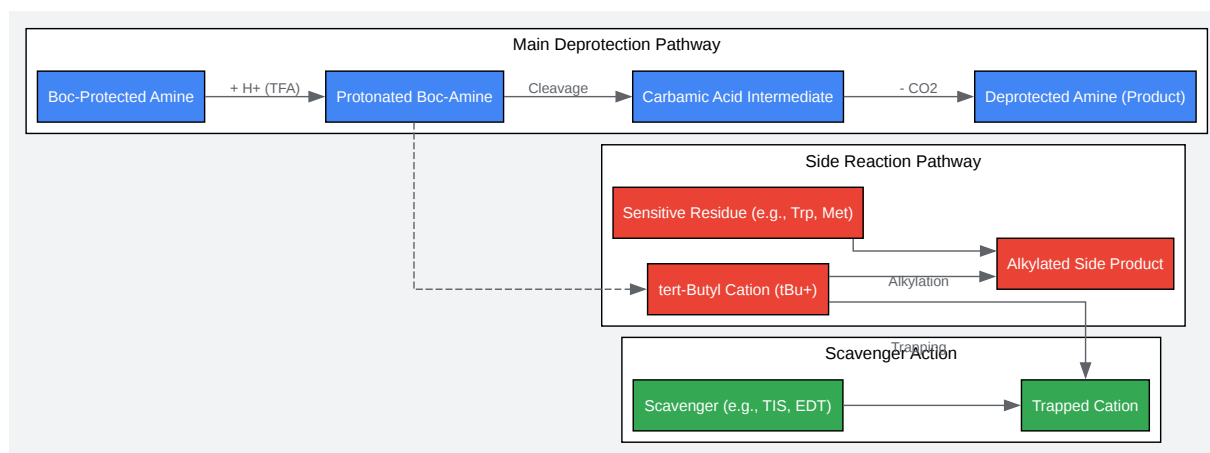 Main Deprotection Pathway
Boc-Protected Amine
+ H+ (TFA)
Protonated Boc-Amine
Cleavage
Carbamic Acid Intermediate
- CO2
Deprotected Amine (Product)
Side Reaction Pathway
Sensitive Residue (e.g., Trp, Met)
Alkylated Side Product
tert-Butyl Cation (tBu+)
Alkylation
Trapping
Scavenger Action
Scavenger (e.g., TIS, EDT)
Trapped Cation